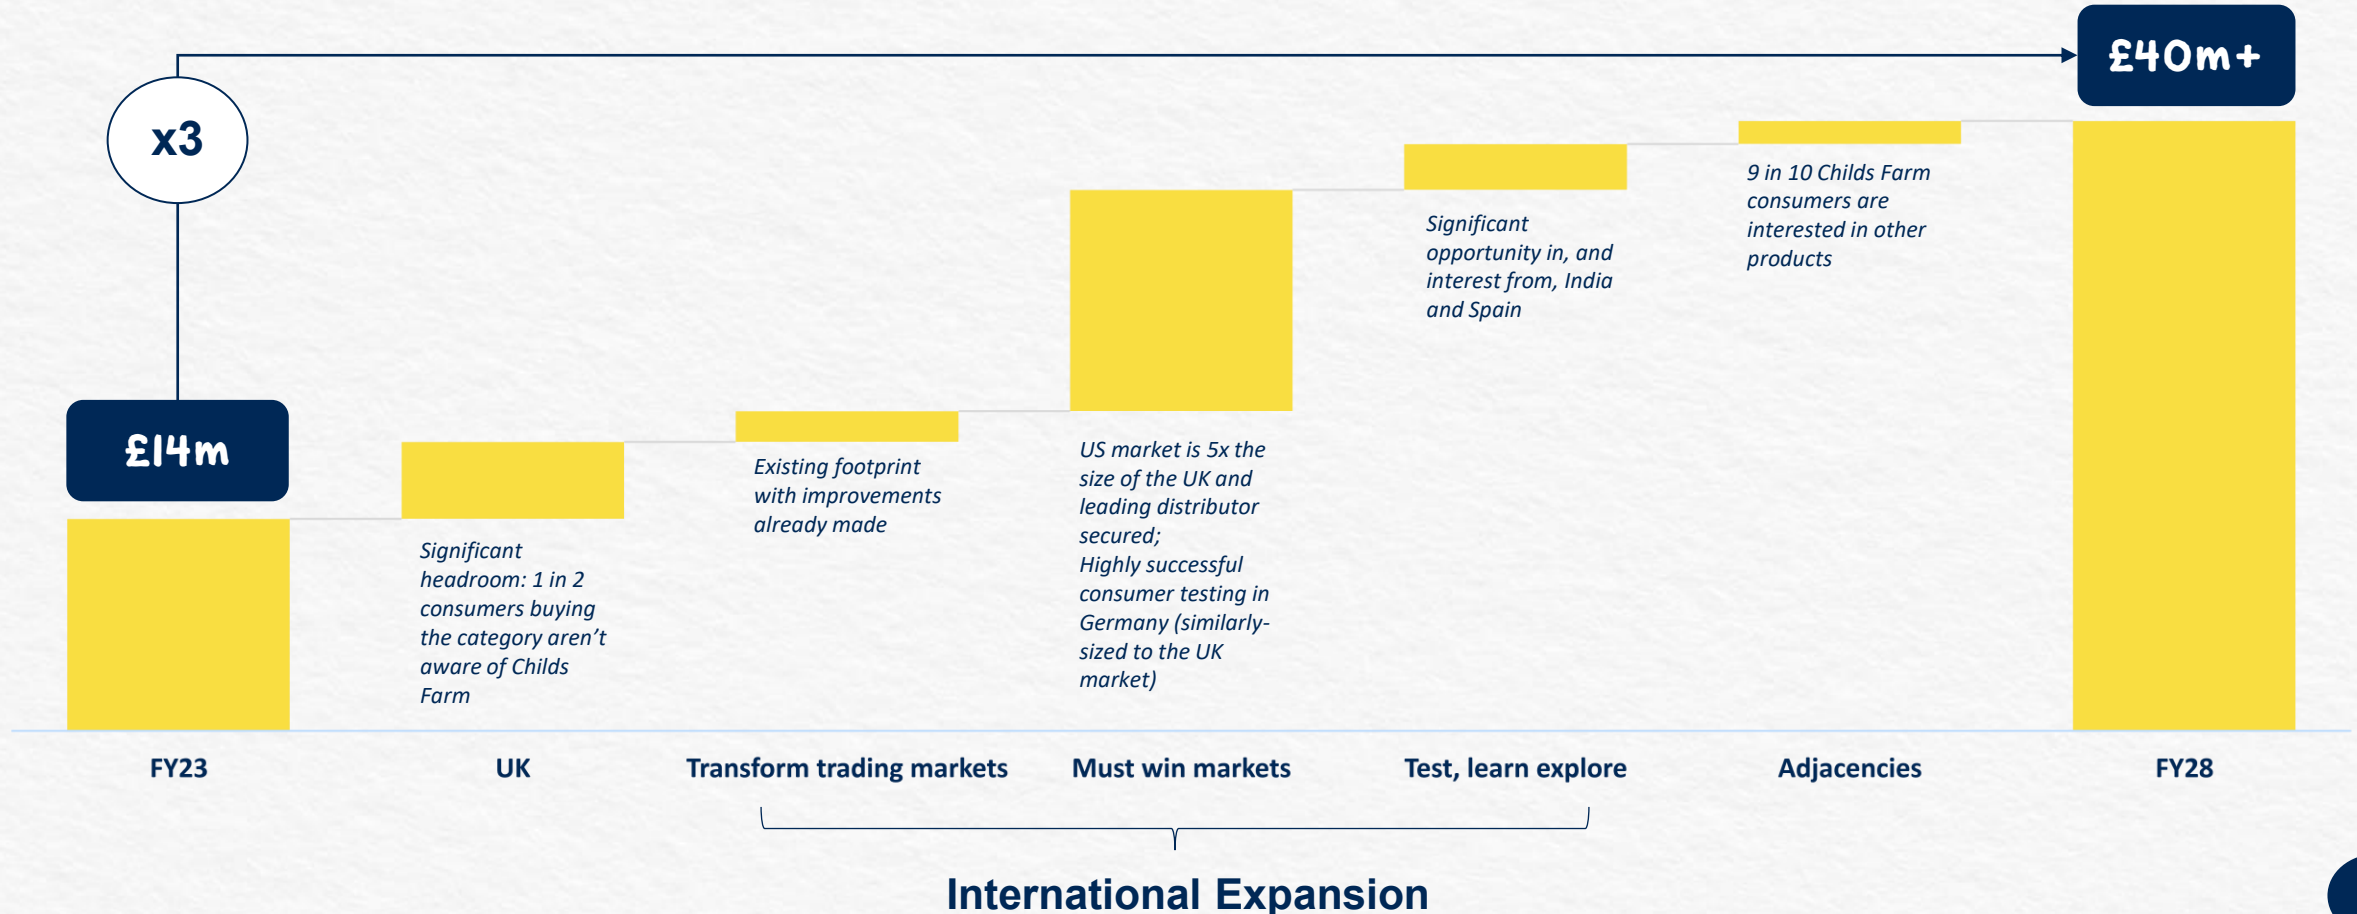 £40m+
x3
£14m
Significant
headroom: 1 in 2
consumers buying
the category aren't
aware of Childs
Farm
Existing footprint
with improvements
already made
US market is 5x the
size of the UK and
leading distributor
secured;
Highly successful
consumer testing in
Germany (similarly-
sized to the UK
market)
Significant
opportunity in, and
interest from, India
and Spain
9 in 10 Childs Farm
consumers are
interested in other
products
FY23
UK
Transform trading markets
Must win markets
Test, learn explore
Adjacencies
FY28
International Expansion